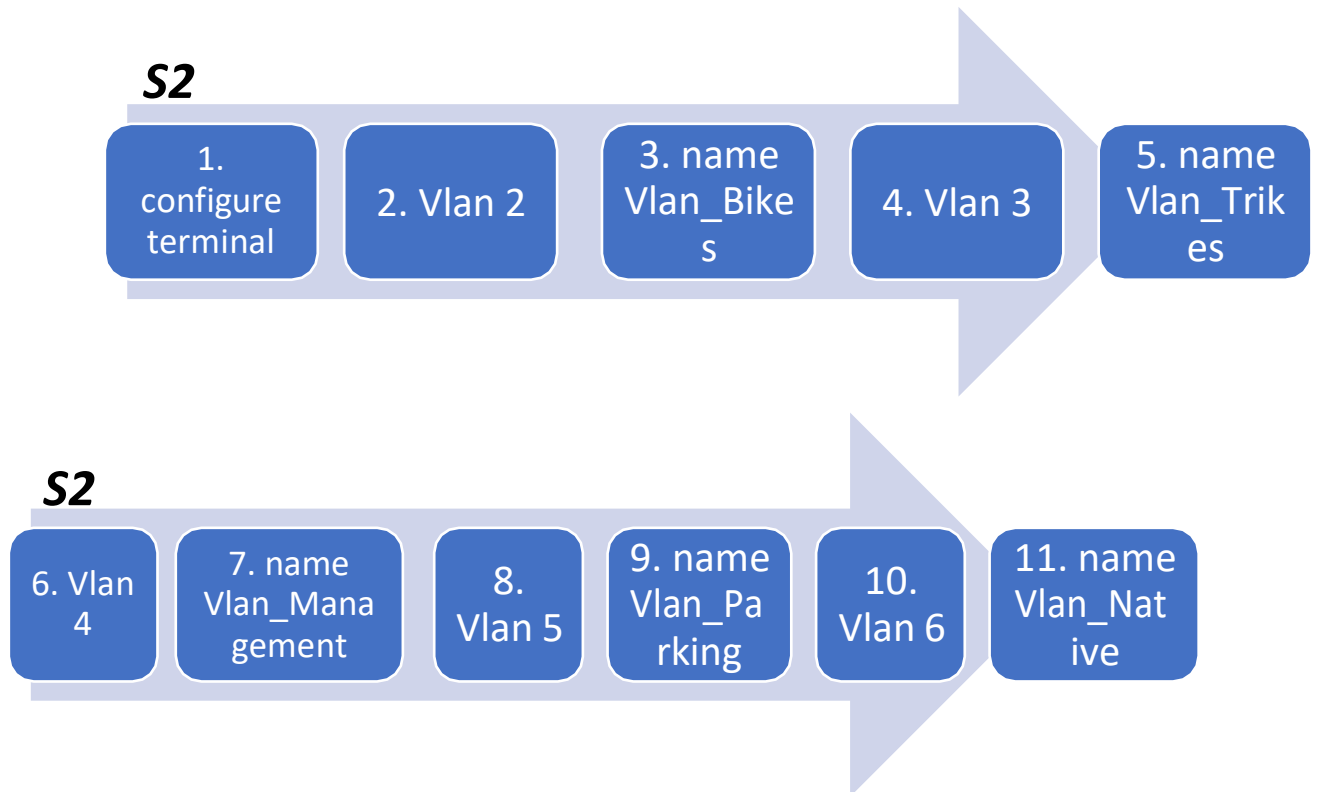 S2
1.
configure
terminal
2. Vlan 2
3. name
Vlan_Bike
s
4. Vlan 3
5. name
Vlan_Trik
es
S2
6. Vlan
4
7. name
Vlan_Mana
gement
8.
Vlan 5
9. name
Vlan_Pa
rking
10.
Vlan 6
11. name
Vlan_Nat
ive